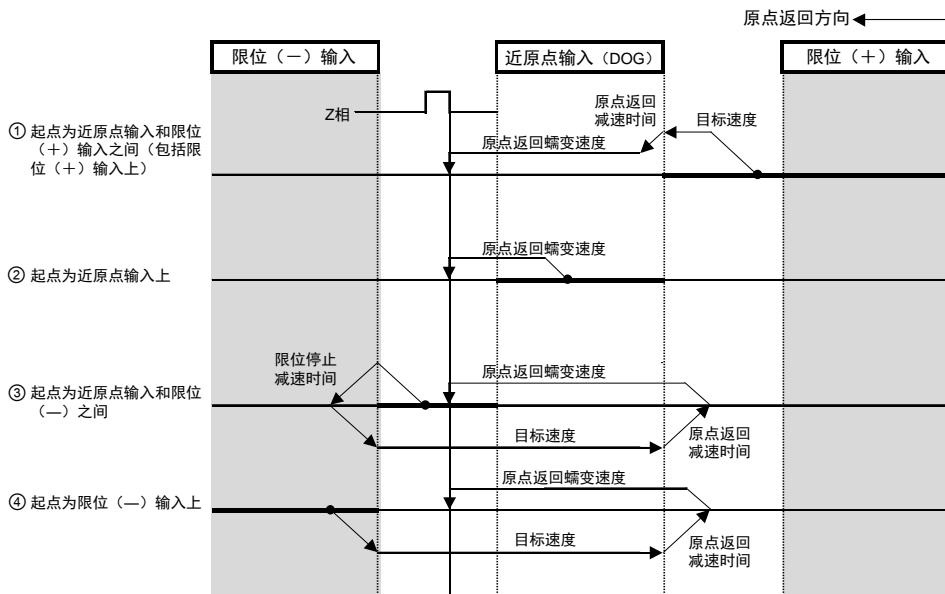 原点返回方向
限位（－）输入
近原点输入（DOG）
限位（＋）输入
Z相
原点返回
减速时间
目标速度
原点返回蠕变速度
① 起点为近原点输入和限位
（＋）输入之间（包括限
位（＋）输入上）
原点返回蠕变速度
② 起点为近原点输入上
限位停止
减速时间
原点返回蠕变速度
③ 起点为近原点输入和限位
（—）之间
目标速度
原点返回
减速时间
原点返回蠕变速度
④ 起点为限位（—）输入上
目标速度
原点返回
减速时间